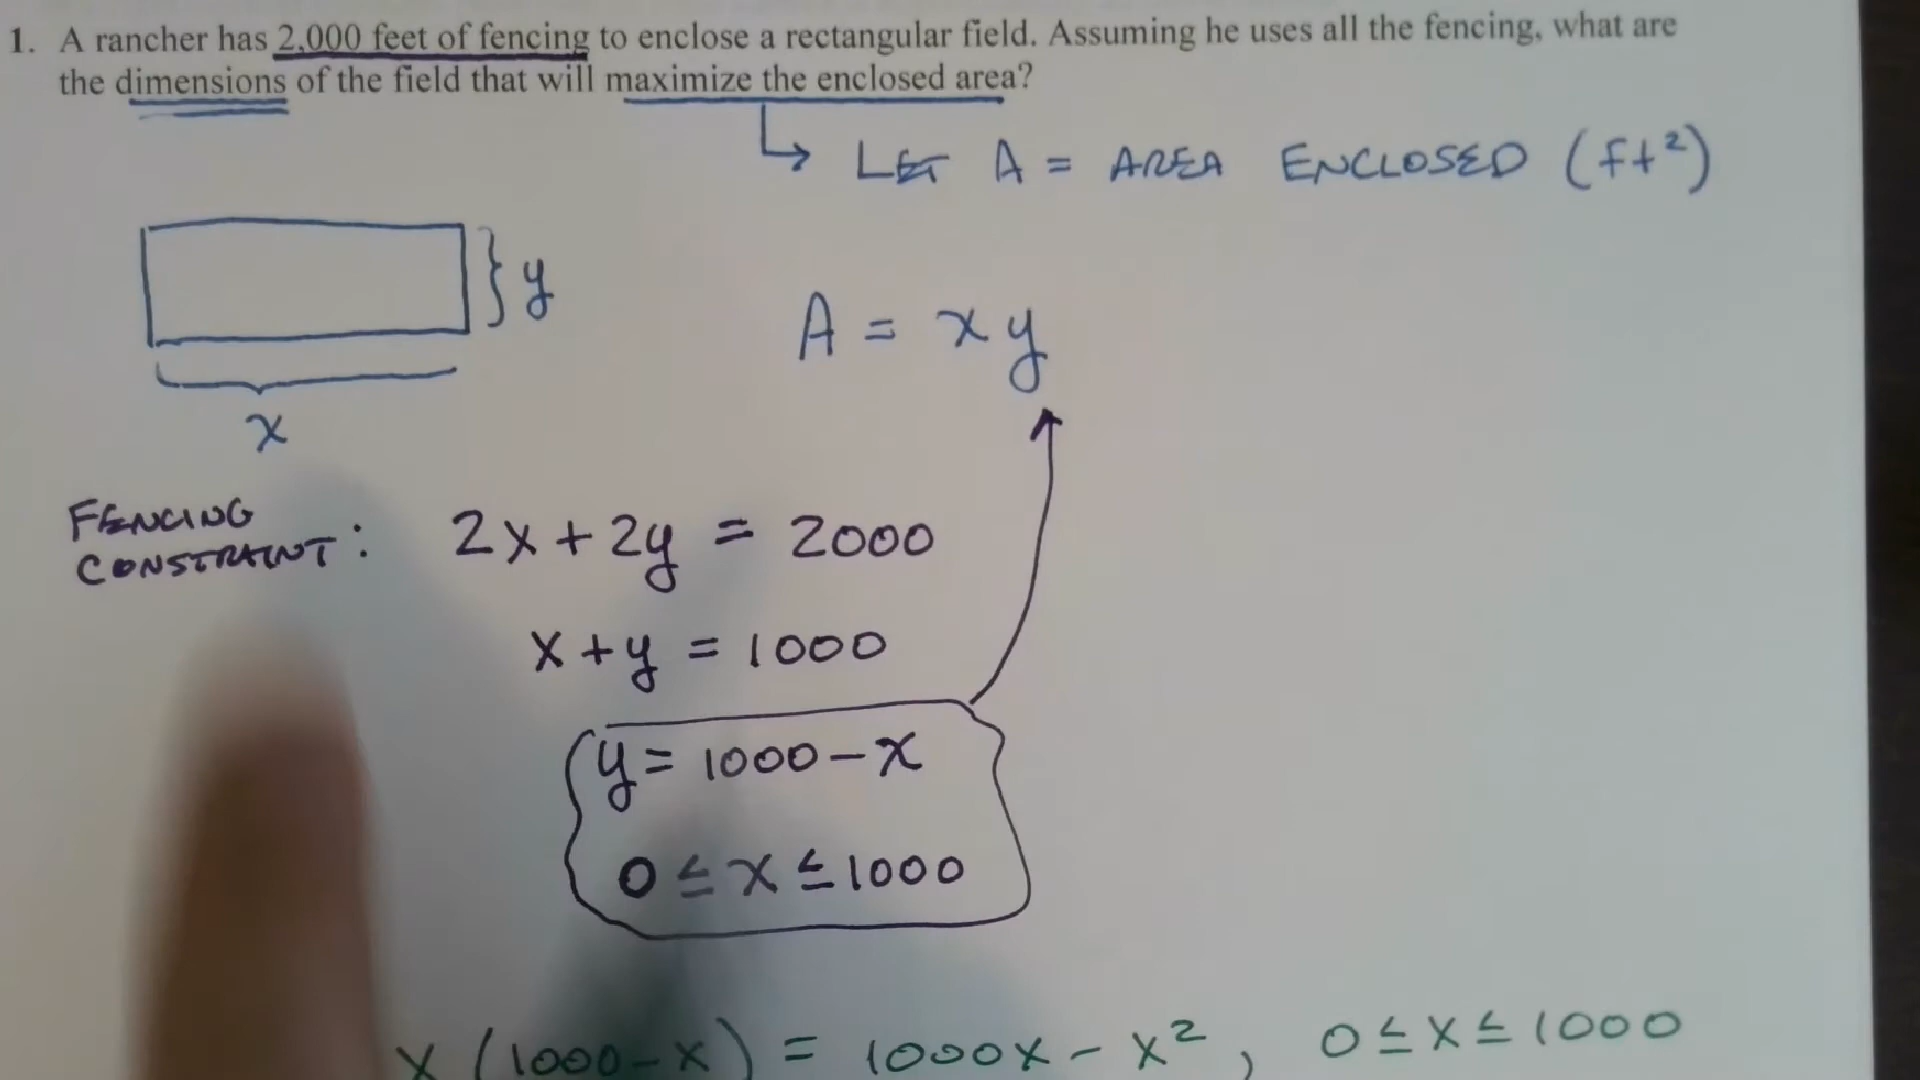 1. A rancher has 2,000 feet of fencing to enclose a rectangular field. Assuming he uses all the fencing, what are
the dimensions of the field that will maximize the enclosed area?
LET A = AREA ENCLOSED (ft²)
y
A = xy
x
FENCING
CONSTRAINT: 2x + 2y = 2000
x + y = 1000
y = 1000 - x
0 ≤ x ≤ 1000
x(1000-x) = 1000x - x², 0 ≤ x ≤ 1000